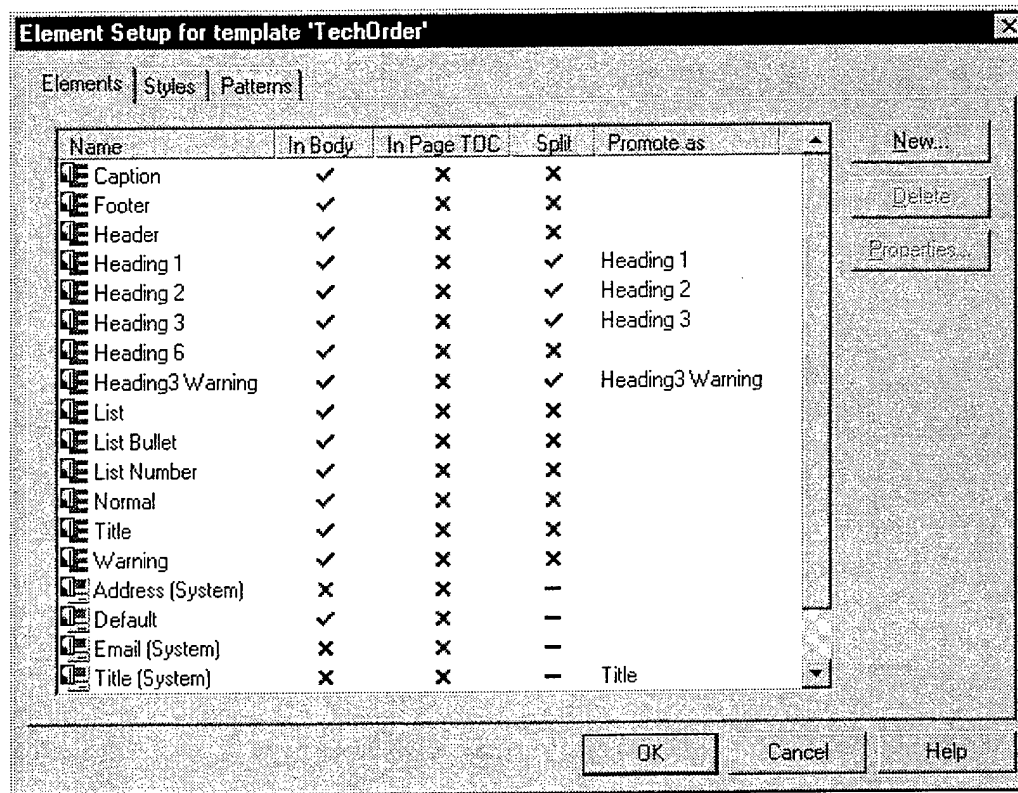 Element Setup for template 'TechOrder'
Elements Styles Patterns
Name In Body In Page TOC Split Promote as
Caption ✓ ✗ ✗
Footer ✓ ✗ ✗
Header ✓ ✗ ✗
Heading 1 ✓ ✗ ✓ Heading 1
Heading 2 ✓ ✗ ✓ Heading 2
Heading 3 ✓ ✗ ✓ Heading 3
Heading 6 ✓ ✗ ✗
Heading3 Warning ✓ ✗ ✓ Heading3 Warning
List ✓ ✗ ✗
List Bullet ✓ ✗ ✗
List Number ✓ ✗ ✗
Normal ✓ ✗ ✗
Title ✓ ✗ ✗
Warning ✓ ✗ ✗
Address (System) ✗ ✗ –
Default ✓ ✗ –
Email (System) ✗ ✗ –
Title (System) ✗ ✗ – Title
New...
Delete
Properties...
OK Cancel Help